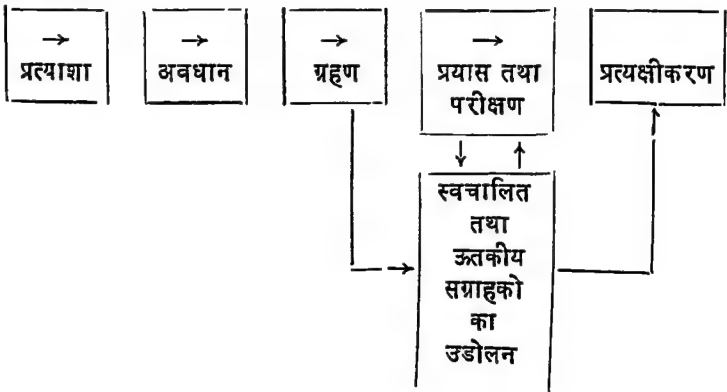 प्रत्याशा
अवधान
ग्रहण
प्रयास तथा
परीक्षण
प्रत्यक्षीकरण
स्वचालित
तथा
ऊतकीय
सग्राहको
का
उडोलन